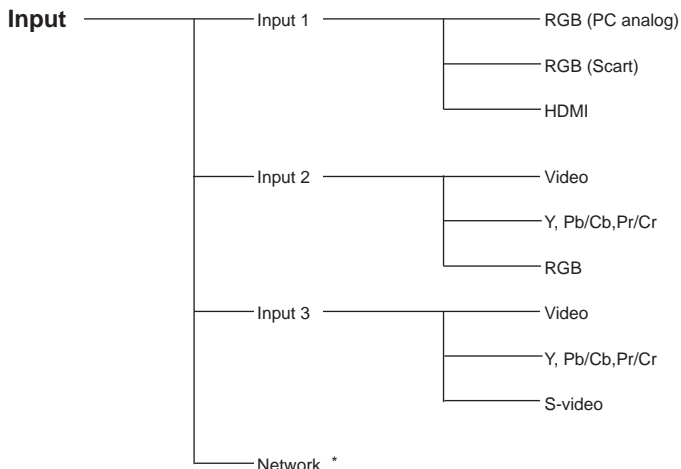 Input
Input 1
RGB (PC analog)
RGB (Scart)
HDMI
Input 2
Video
Y, Pb/Cb,Pr/Cr
RGB
Input 3
Video
Y, Pb/Cb,Pr/Cr
S-video
Network *